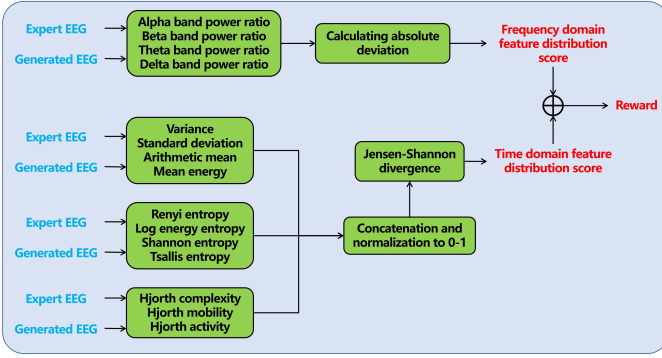 Expert EEG
Generated EEG
Alpha band power ratio
Beta band power ratio
Theta band power ratio
Delta band power ratio
Calculating absolute
deviation
Frequency domain
feature distribution
score
Reward
Expert EEG
Generated EEG
Variance
Standard deviation
Arithmetic mean
Mean energy
Jensen-Shannon
divergence
Time domain feature
distribution score
Expert EEG
Generated EEG
Renyi entropy
Log energy entropy
Shannon entropy
Tsallis entropy
Concatenation and
normalization to 0-1
Expert EEG
Generated EEG
Hjorth complexity
Hjorth mobility
Hjorth activity